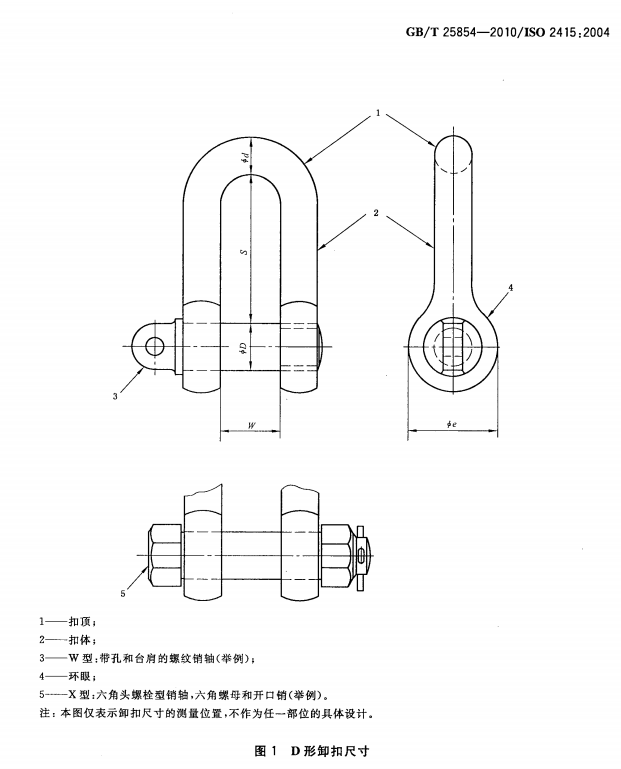 GB/T 25854—2010/ISO 2415:2004
1
φd
2
S
4
φD
3
W
φe
5
1——扣顶;
2——扣体;
3——W 型:带孔和台肩的螺纹销轴(举例);
4——环眼;
5——X 型:六角头螺栓型销轴,六角螺母和开口销(举例)。
注:本图仅表示卸扣尺寸的测量位置,不作为任一部位的具体设计。
图 1 D 形卸扣尺寸